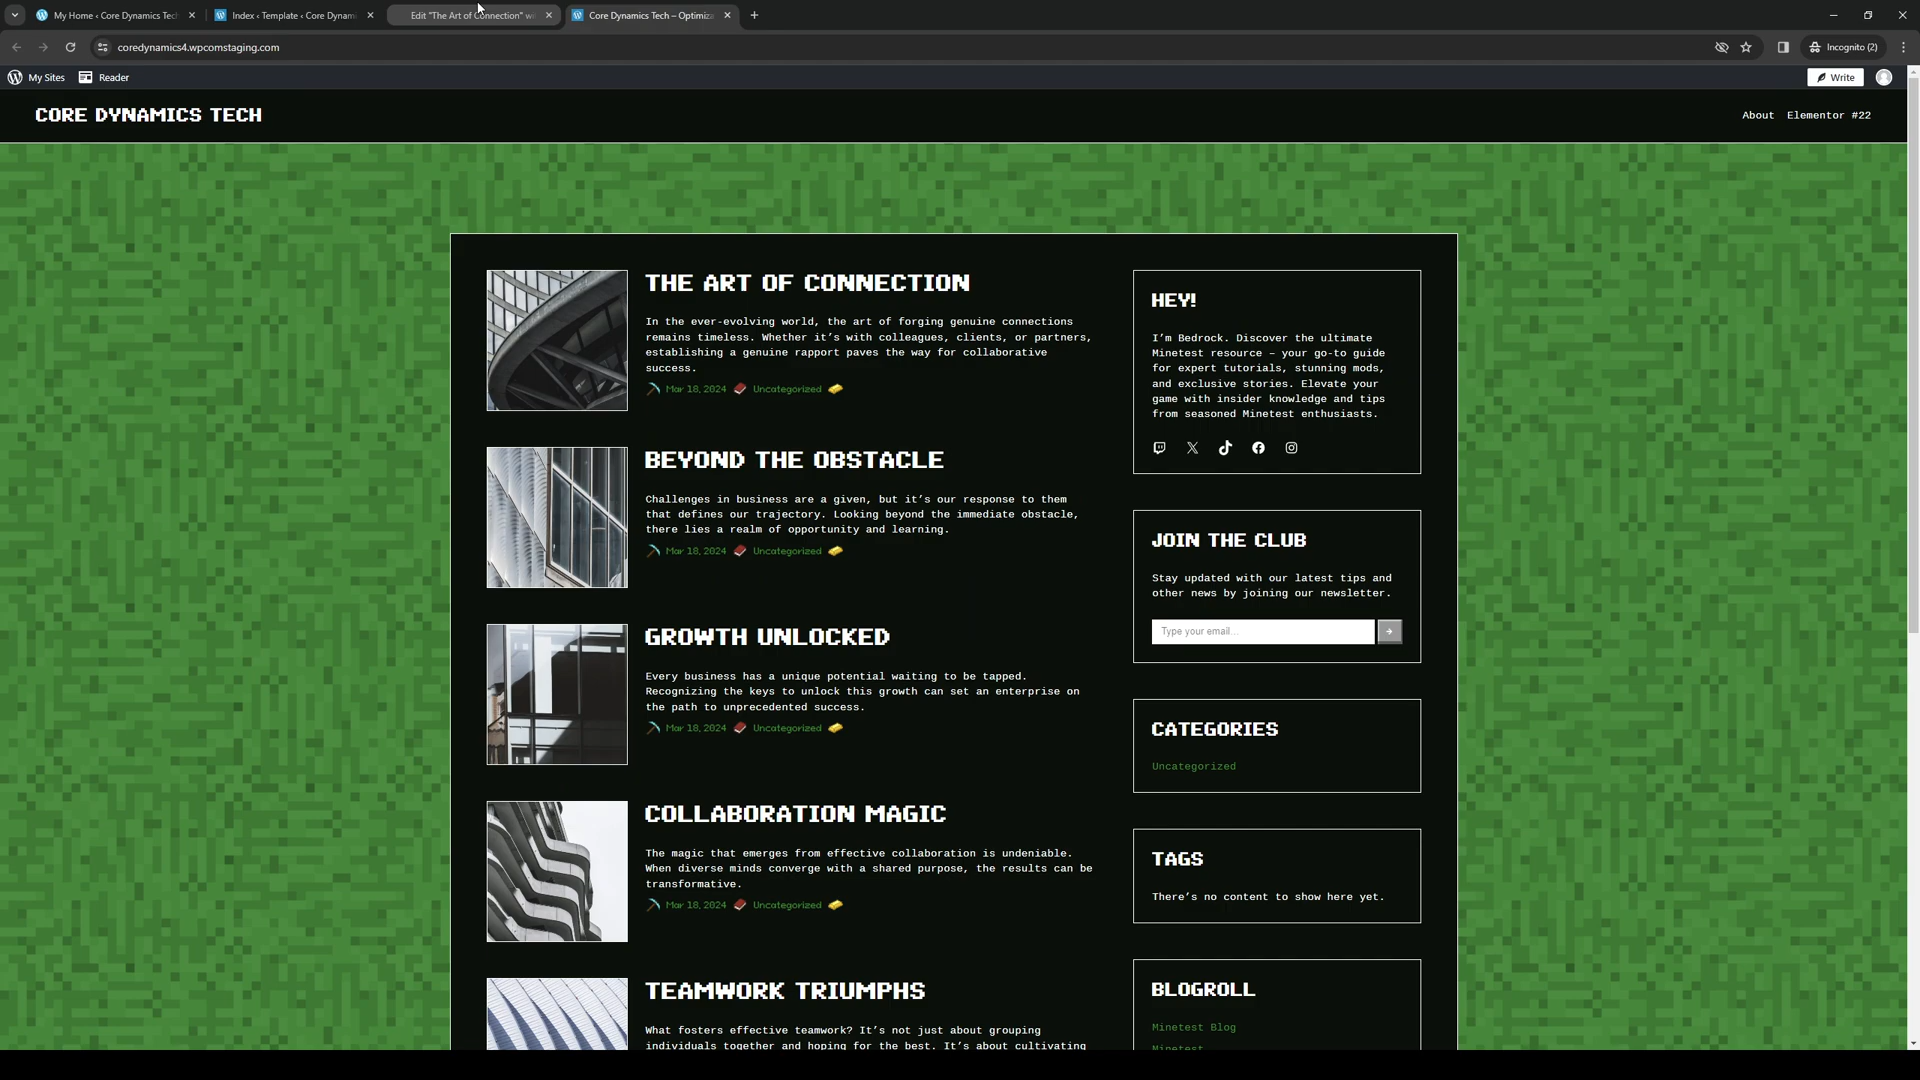 My Home ‹ Core Dynamics Tech
Index ‹ Template ‹ Core Dynam
Edit "The Art of Connection" wi
Core Dynamics Tech – Optimiza
coredynamics4.wpcomstaging.com
Incognito (2)
My Sites
Reader
Write
CORE DYNAMICS TECH
About
Elementor #22
THE ART OF CONNECTION
In the ever-evolving world, the art of forging genuine connections
remains timeless. Whether it’s with colleagues, clients, or partners,
establishing a genuine rapport paves the way for collaborative
success.
Mar 18, 2024 Uncategorized
BEYOND THE OBSTACLE
Challenges in business are a given, but it’s our response to them
that defines our trajectory. Looking beyond the immediate obstacle,
there lies a realm of opportunity and learning.
Mar 18, 2024 Uncategorized
GROWTH UNLOCKED
Every business has a unique potential waiting to be tapped.
Recognizing the keys to unlock this growth can set an enterprise on
the path to unprecedented success.
Mar 18, 2024 Uncategorized
COLLABORATION MAGIC
The magic that emerges from effective collaboration is undeniable.
When diverse minds converge with a shared purpose, the results can be
transformative.
Mar 18, 2024 Uncategorized
TEAMWORK TRIUMPHS
What fosters effective teamwork? It’s not just about grouping
individuals together and hoping for the best. It’s about cultivating
HEY!
I’m Bedrock. Discover the ultimate
Minetest resource – your go-to guide
for expert tutorials, stunning mods,
and exclusive stories. Elevate your
game with insider knowledge and tips
from seasoned Minetest enthusiasts.
JOIN THE CLUB
Stay updated with our latest tips and
other news by joining our newsletter.
Type your email…
CATEGORIES
Uncategorized
TAGS
There’s no content to show here yet.
BLOGROLL
Minetest Blog
Minetest